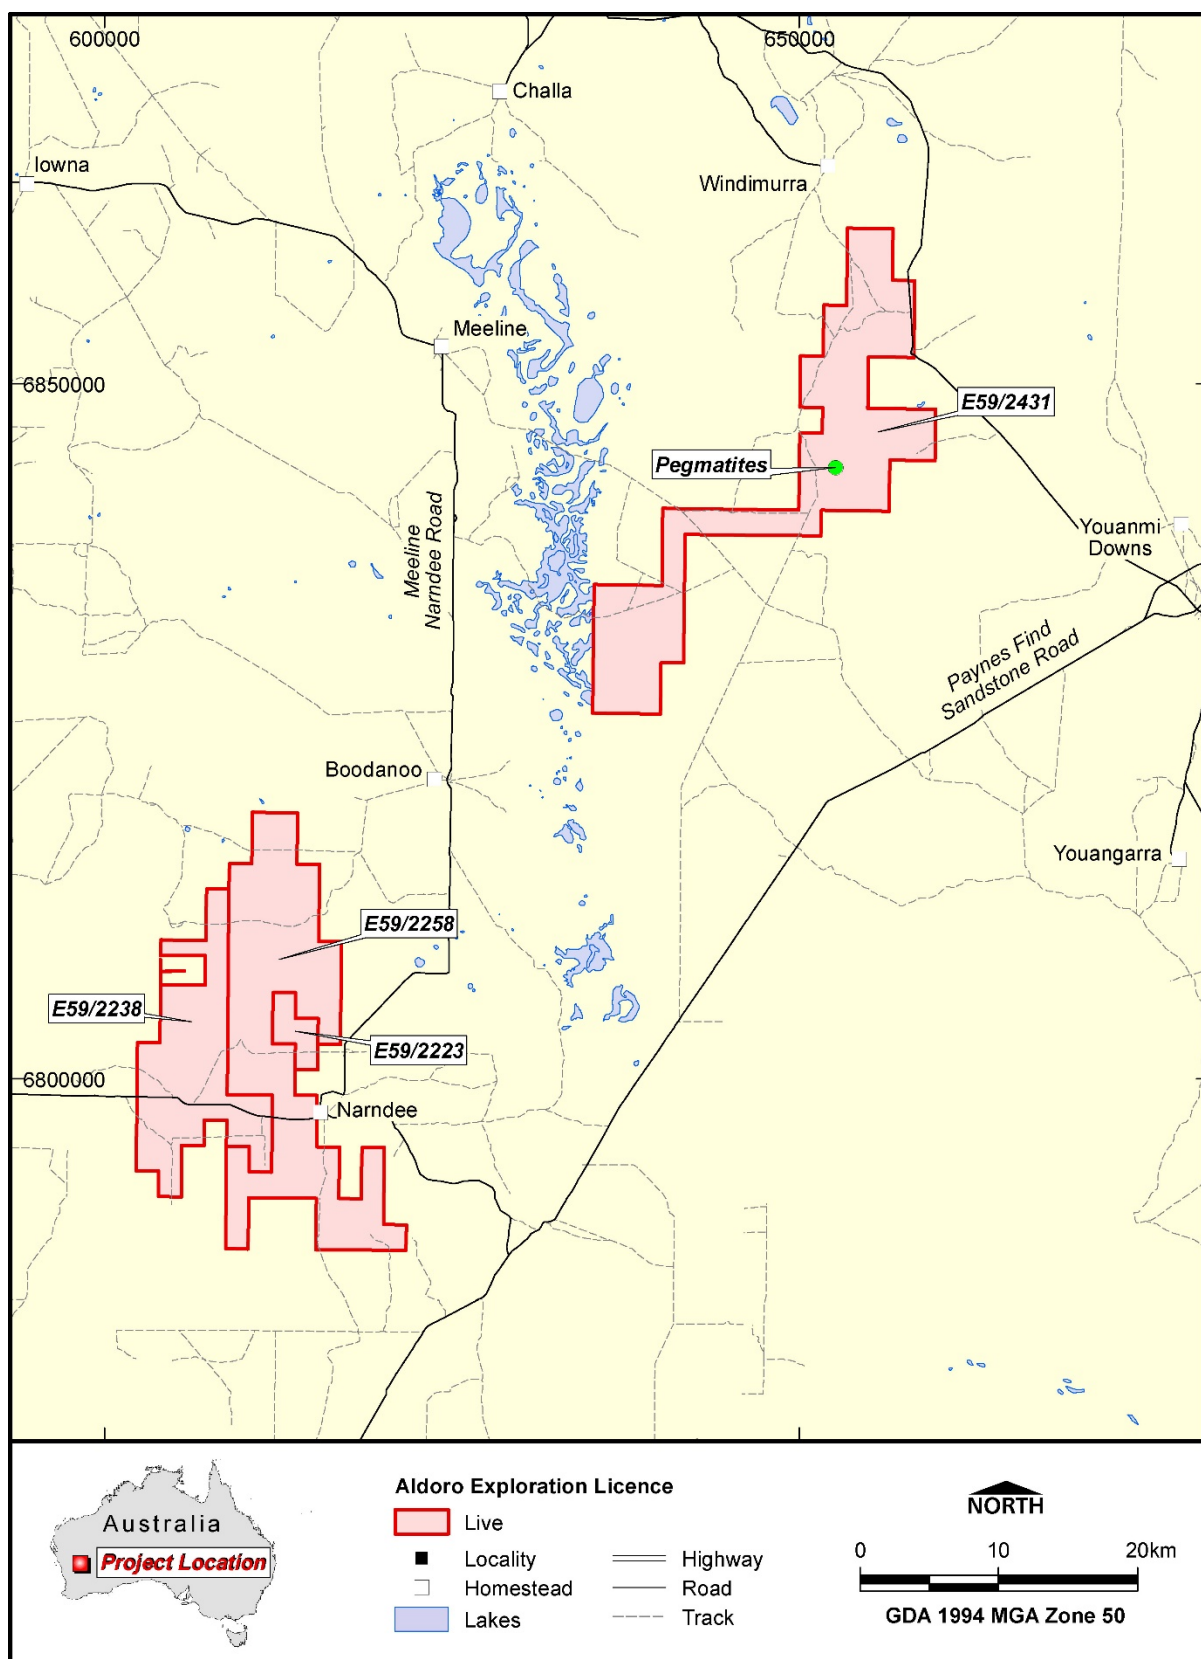 600000
650000
Challa
Iowna
Windimurra
Meeline
6850000
E59/2431
Pegmatites
Meeline
Narndee Road
Youanmi
Downs
Paynes Find
Sandstone Road
Boodanoo
Youangarra
E59/2258
E59/2238
E59/2223
6800000
Narndee
Australia
Project Location
Aldoro Exploration Licence
Live
Locality
Homestead
Lakes
Highway
Road
Track
NORTH
0 10 20km
GDA 1994 MGA Zone 50